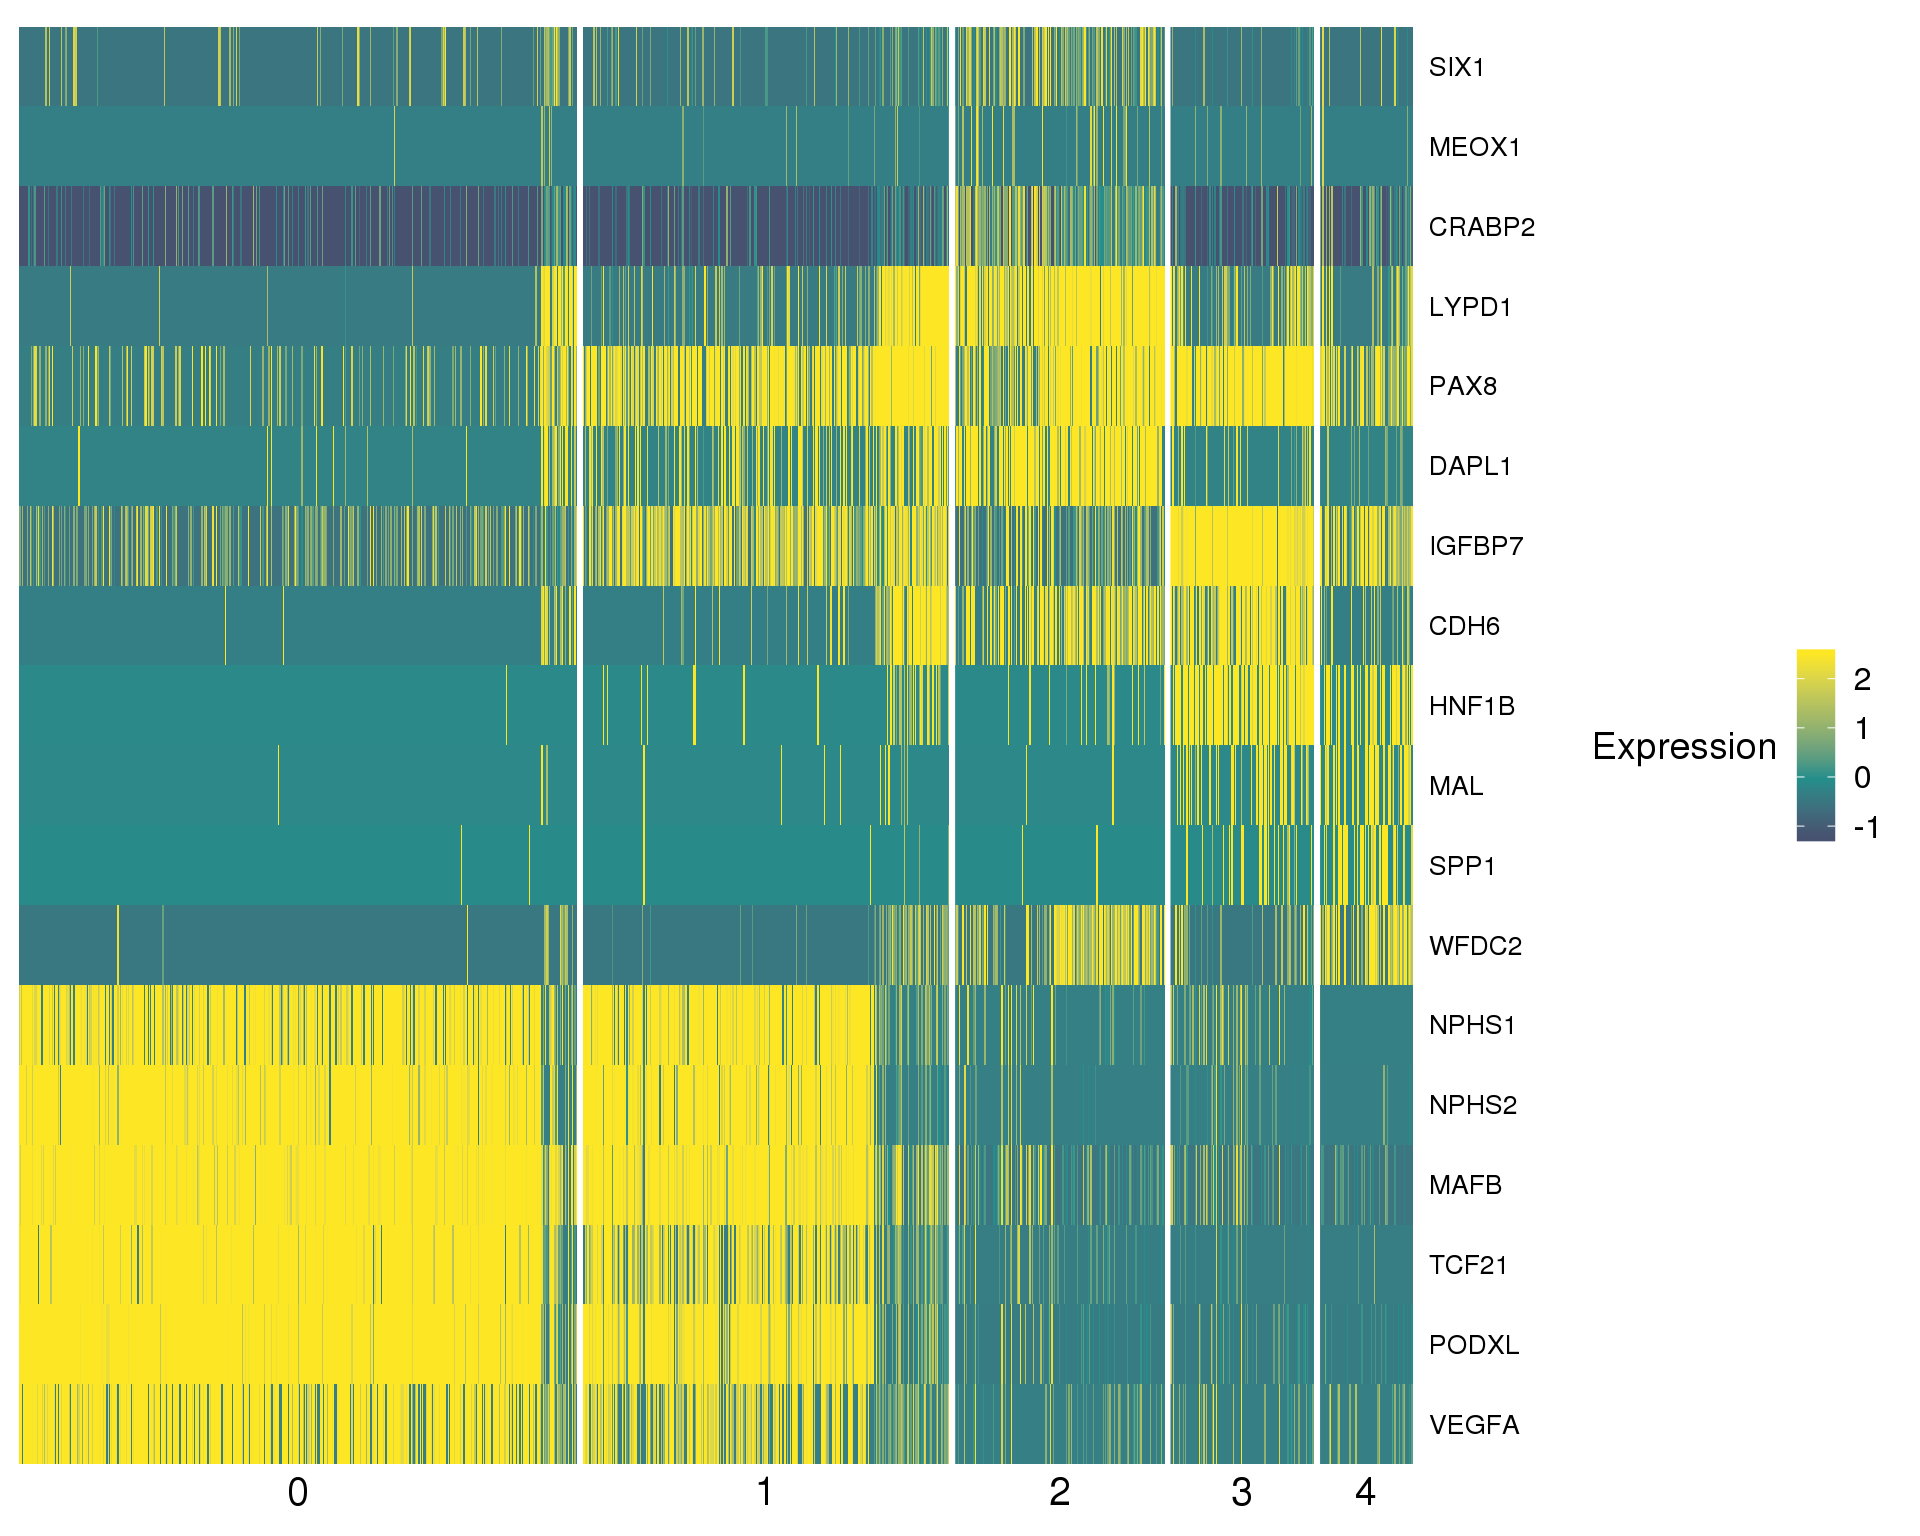 SIX1
MEOX1
CRABP2
LYPD1
PAX8
DAPL1
IGFBP7
CDH6
HNF1B
MAL
SPP1
WFDC2
NPHS1
NPHS2
MAFB
TCF21
PODXL
VEGFA
0 1 2 3 4
Expression
2
1
0
-1